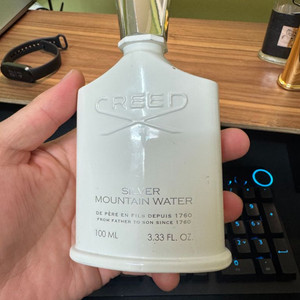 CREED
SILVER
MOUNTAIN WATER
DE PÈRE EN FILS DEPUIS 1760
FROM FATHER TO SON SINCE 1760
100 ML 3.33 FL. OZ.